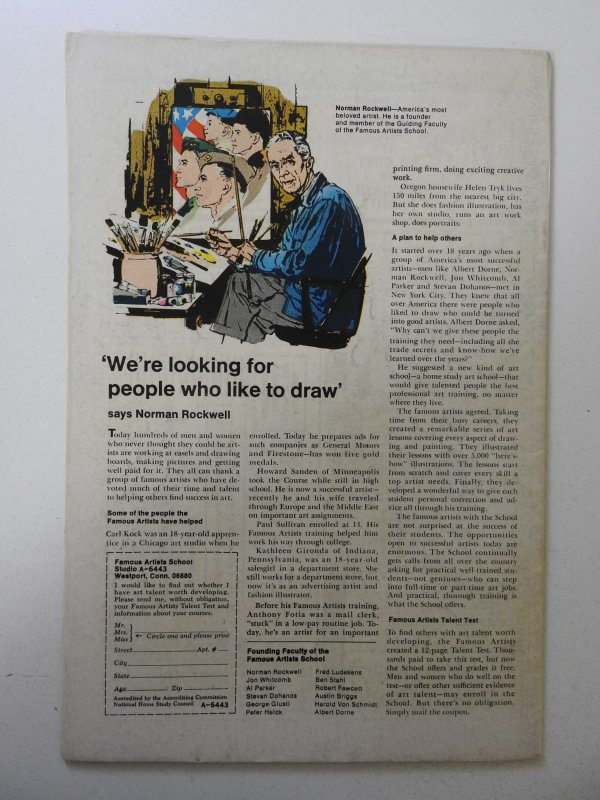 Norman Rockwell—America's most
beloved artist. He is a founder
and member of the Guiding Faculty
of the Famous Artists School.
'We're looking for
people who like to draw'
says Norman Rockwell
Today hundreds of men and women
who never thought they could be art-
ists are working at easels and drawing
boards, making pictures and getting
well paid for it. They all can thank a
group of famous artists who have de-
voted much of their time and talent
to helping others find success in art.
Some of the people the
Famous Artists have helped
Carl Kock was an 18-year-old appren-
tice in a Chicago art studio when he
Famous Artists School
Studio A-6443
Westport, Conn. 06880
I would like to find out whether I
have art talent worth developing.
Please send me, without obligation,
your Famous Artists Talent Test and
information about your courses.
Mr.
Mrs.
Miss
Circle one and please print
Street Apt. #
City
State
Age Zip
Accredited by the Accrediting Commission
National Home Study Council A-6443
enrolled. Today he prepares ads for
such companies as General Motors
and Firestone—has won five gold
medals.
Howard Sanden of Minneapolis
took the Course while still in high
school. He is now a successful artist—
recently he and his wife traveled
through Europe and the Middle East
on important art assignments.
Paul Sullivan enrolled at 14. His
Famous Artists training helped him
work his way through college.
Kathleen Gironda of Indiana,
Pennsylvania, was an 18-year-old
salesgirl in a department store. She
still works for a department store, but
now it's as an advertising artist and
fashion illustrator.
Before his Famous Artists training,
Anthony Fotia was a mail clerk,
"stuck" in a low-pay routine job. To-
day, he's an artist for an important
Founding Faculty of the
Famous Artists School
Norman Rockwell
Jon Whitcomb
Al Parker
Stevan Dohanos
George Giusti
Peter Helck
Fred Ludekens
Ben Stahl
Robert Fawcett
Austin Briggs
Harold Von Schmidt
Albert Dorne
printing firm, doing exciting creative
work.
Oregon housewife Helen Tryk lives
150 miles from the nearest big city.
But she does fashion illustration, has
her own studio, runs an art work
shop, does portraits.
A plan to help others
It started over 18 years ago when a
group of America's most successful
artists—men like Albert Dorne, Nor-
man Rockwell, Jon Whitcomb, Al
Parker and Stevan Dohanos—met in
New York City. They knew that all
over America there were people who
liked to draw who could be turned
into good artists. Albert Dorne asked,
"Why can't we give these people the
training they need—including all the
trade secrets and know-how we've
learned over the years?"
He suggested a new kind of art
school—a home study art school—that
would give talented people the best
professional art training, no matter
where they live.
The famous artists agreed. Taking
time from their busy careers, they
created a remarkable series of art
lessons covering every aspect of draw-
ing and painting. They illustrated
their lessons with over 5,000 "here's-
how" illustrations. The lessons start
from scratch and cover every skill a
top artist needs. Finally, they de-
veloped a wonderful way to give each
student personal correction and ad-
vice all through his training.
The famous artists with the School
are not surprised at the success of
their students. The opportunities
open to successful artists today are
enormous. The School continually
gets calls from all over the country
asking for practical well-trained stu-
dents—not geniuses—who can step
into full-time or part-time art jobs.
And practical, thorough training is
what the School offers.
Famous Artists Talent Test
To find others with art talent worth
developing, the Famous Artists
created a 12-page Talent Test. Thou-
sands paid to take this test, but now
the School offers and grades it free.
Men and women who do well on the
test—or offer other sufficient evidence
of art talent—may enroll in the
School. But there's no obligation.
Simply mail the coupon.